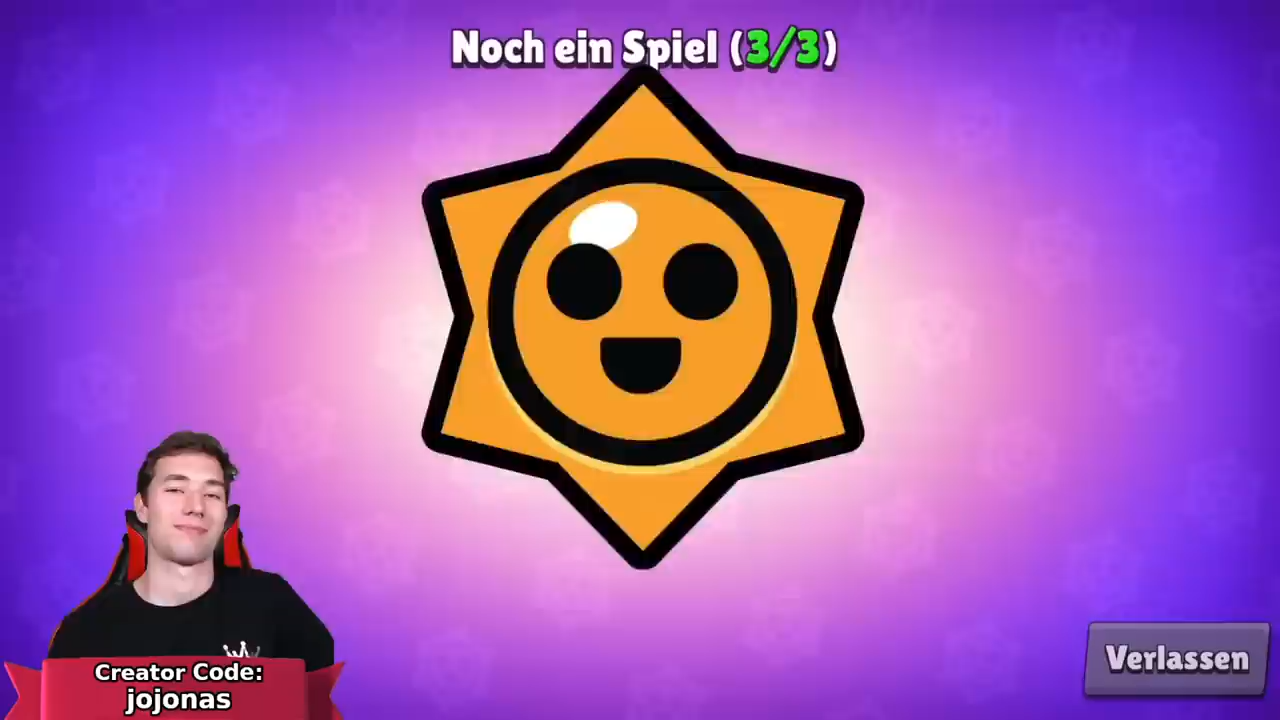 Noch ein Spiel (3/3)
Verlassen
Creator Code:
jojonas